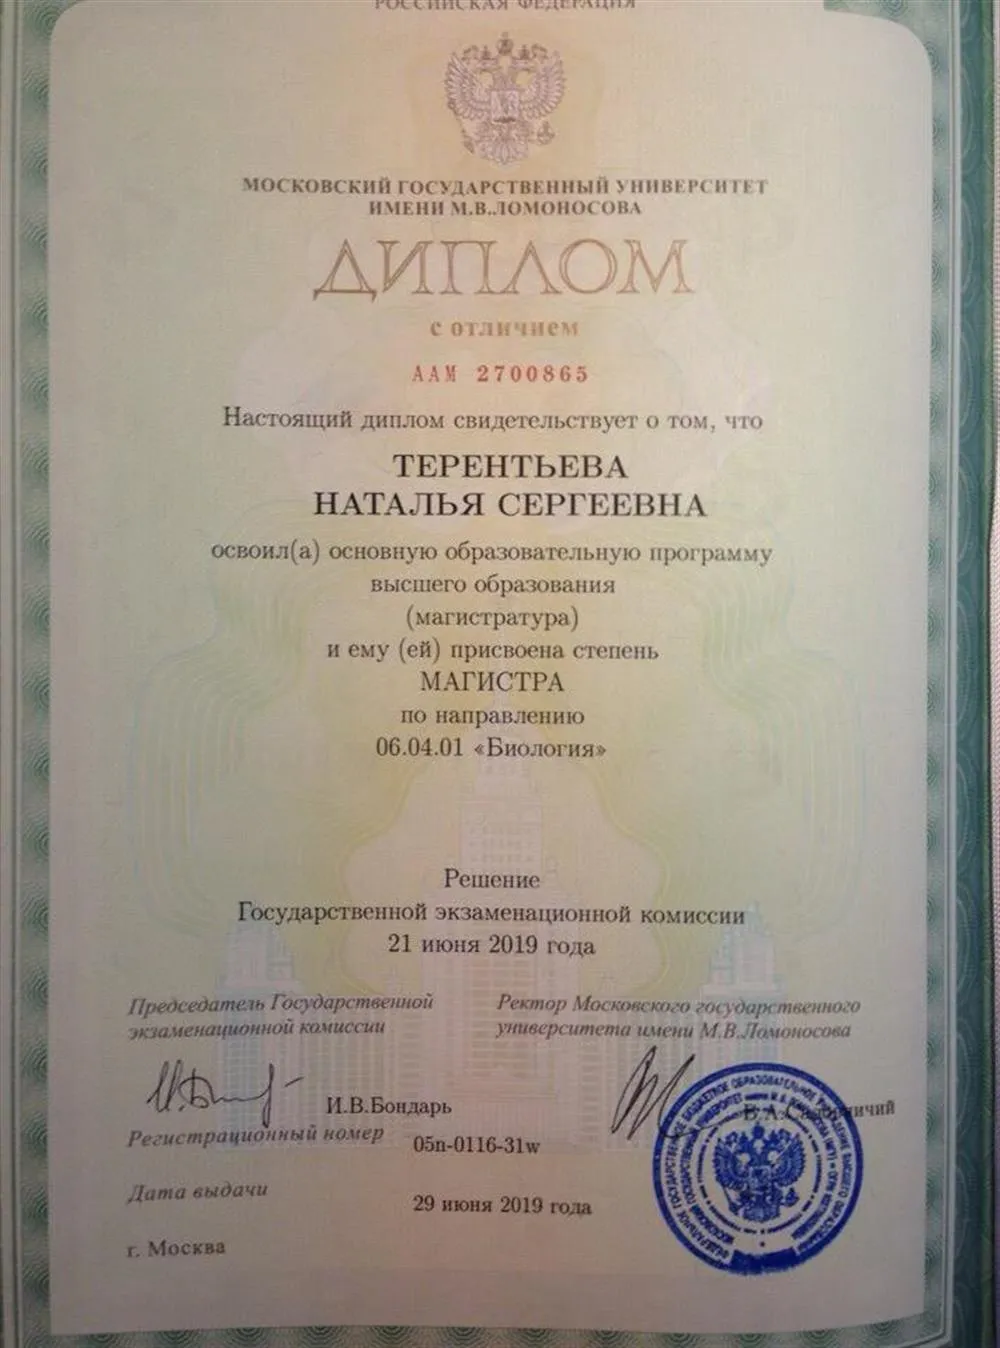 РОССИЙСКАЯ ФЕДЕРАЦИЯ
МОСКОВСКИЙ ГОСУДАРСТВЕННЫЙ УНИВЕРСИТЕТ
ИМЕНИ М.В.ЛОМОНОСОВА
ДИПЛОМ
с отличием
ААМ 2700865
Настоящий диплом свидетельствует о том, что
ТЕРЕНТЬЕВА
НАТАЛЬЯ СЕРГЕЕВНА
освоил(а) основную образовательную программу
высшего образования
(магистратура)
и ему (ей) присвоена степень
МАГИСТРА
по направлению
06.04.01 «Биология»
Решение
Государственной экзаменационной комиссии
21 июня 2019 года
Председатель Государственной
экзаменационной комиссии
Ректор Московского государственного
университета имени М.В.Ломоносова
И.В.Бондарь
В.А.Садовничий
Регистрационный номер
05п-0116-31w
Дата выдачи
29 июня 2019 года
г. Москва